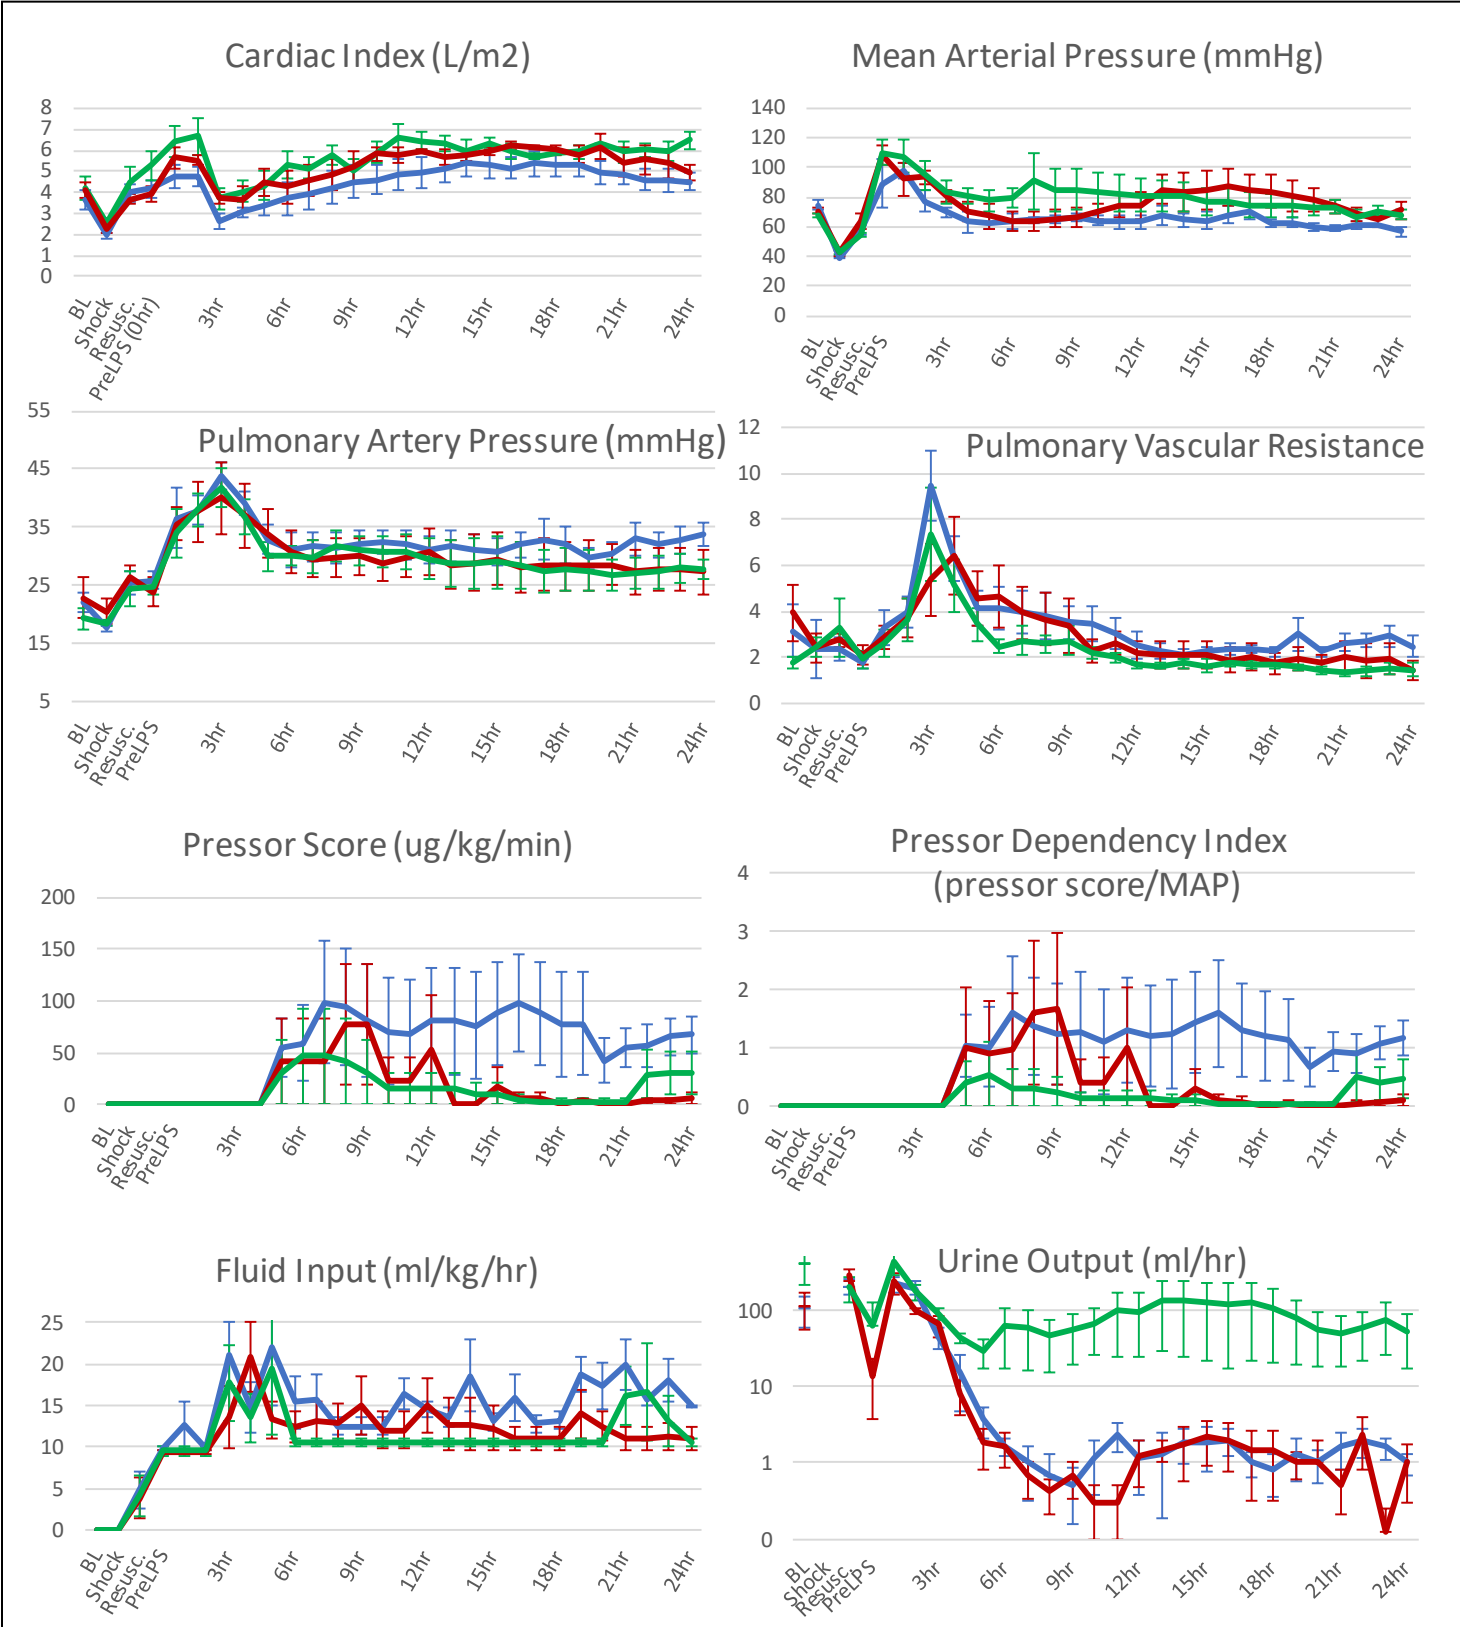 Cardiac Index (L/m2)
8
7
6
5
4
3
2
1
0
BL
Shock
Resusc.
PreLPS (0hr)
3hr
6hr
9hr
12hr
15hr
18hr
21hr
24hr
Mean Arterial Pressure (mmHg)
140
120
100
80
60
40
20
0
BL
Shock
Resusc.
PreLPS
3hr
6hr
9hr
12hr
15hr
18hr
21hr
24hr
Pulmonary Artery Pressure (mmHg)
55
45
35
25
15
5
BL
Shock
Resusc.
PreLPS
3hr
6hr
9hr
12hr
15hr
18hr
21hr
24hr
Pulmonary Vascular Resistance
12
10
8
6
4
2
0
BL
Shock
Resusc.
PreLPS
3hr
6hr
9hr
12hr
15hr
18hr
21hr
24hr
Pressor Score (ug/kg/min)
200
150
100
50
0
BL
Shock
Resusc.
PreLPS
3hr
6hr
9hr
12hr
15hr
18hr
21hr
24hr
Pressor Dependency Index
(pressor score/MAP)
4
3
2
1
0
BL
Shock
Resusc.
PreLPS
3hr
6hr
9hr
12hr
15hr
18hr
21hr
24hr
Fluid Input (ml/kg/hr)
25
20
15
10
5
0
BL
Shock
Resusc.
PreLPS
3hr
6hr
9hr
12hr
15hr
18hr
21hr
24hr
Urine Output (ml/hr)
100
10
1
0
BL
Shock
Resusc.
PreLPS
3hr
6hr
9hr
12hr
15hr
18hr
21hr
24hr